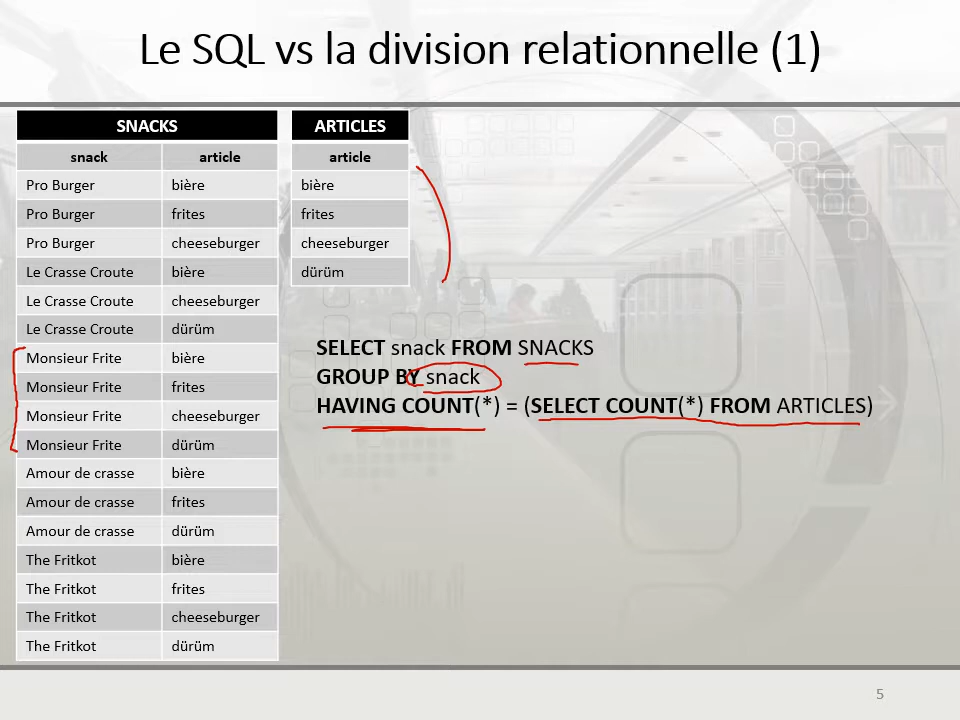 Le SQL vs la division relationnelle (1)
SNACKS
snack article
Pro Burger bière
Pro Burger frites
Pro Burger cheeseburger
Le Crasse Croute bière
Le Crasse Croute cheeseburger
Le Crasse Croute dürüm
Monsieur Frite bière
Monsieur Frite frites
Monsieur Frite cheeseburger
Monsieur Frite dürüm
Amour de crasse bière
Amour de crasse frites
Amour de crasse dürüm
The Fritkot bière
The Fritkot frites
The Fritkot cheeseburger
The Fritkot dürüm
ARTICLES
article
bière
frites
cheeseburger
dürüm
SELECT snack FROM SNACKS
GROUP BY snack
HAVING COUNT(*) = (SELECT COUNT(*) FROM ARTICLES)
5